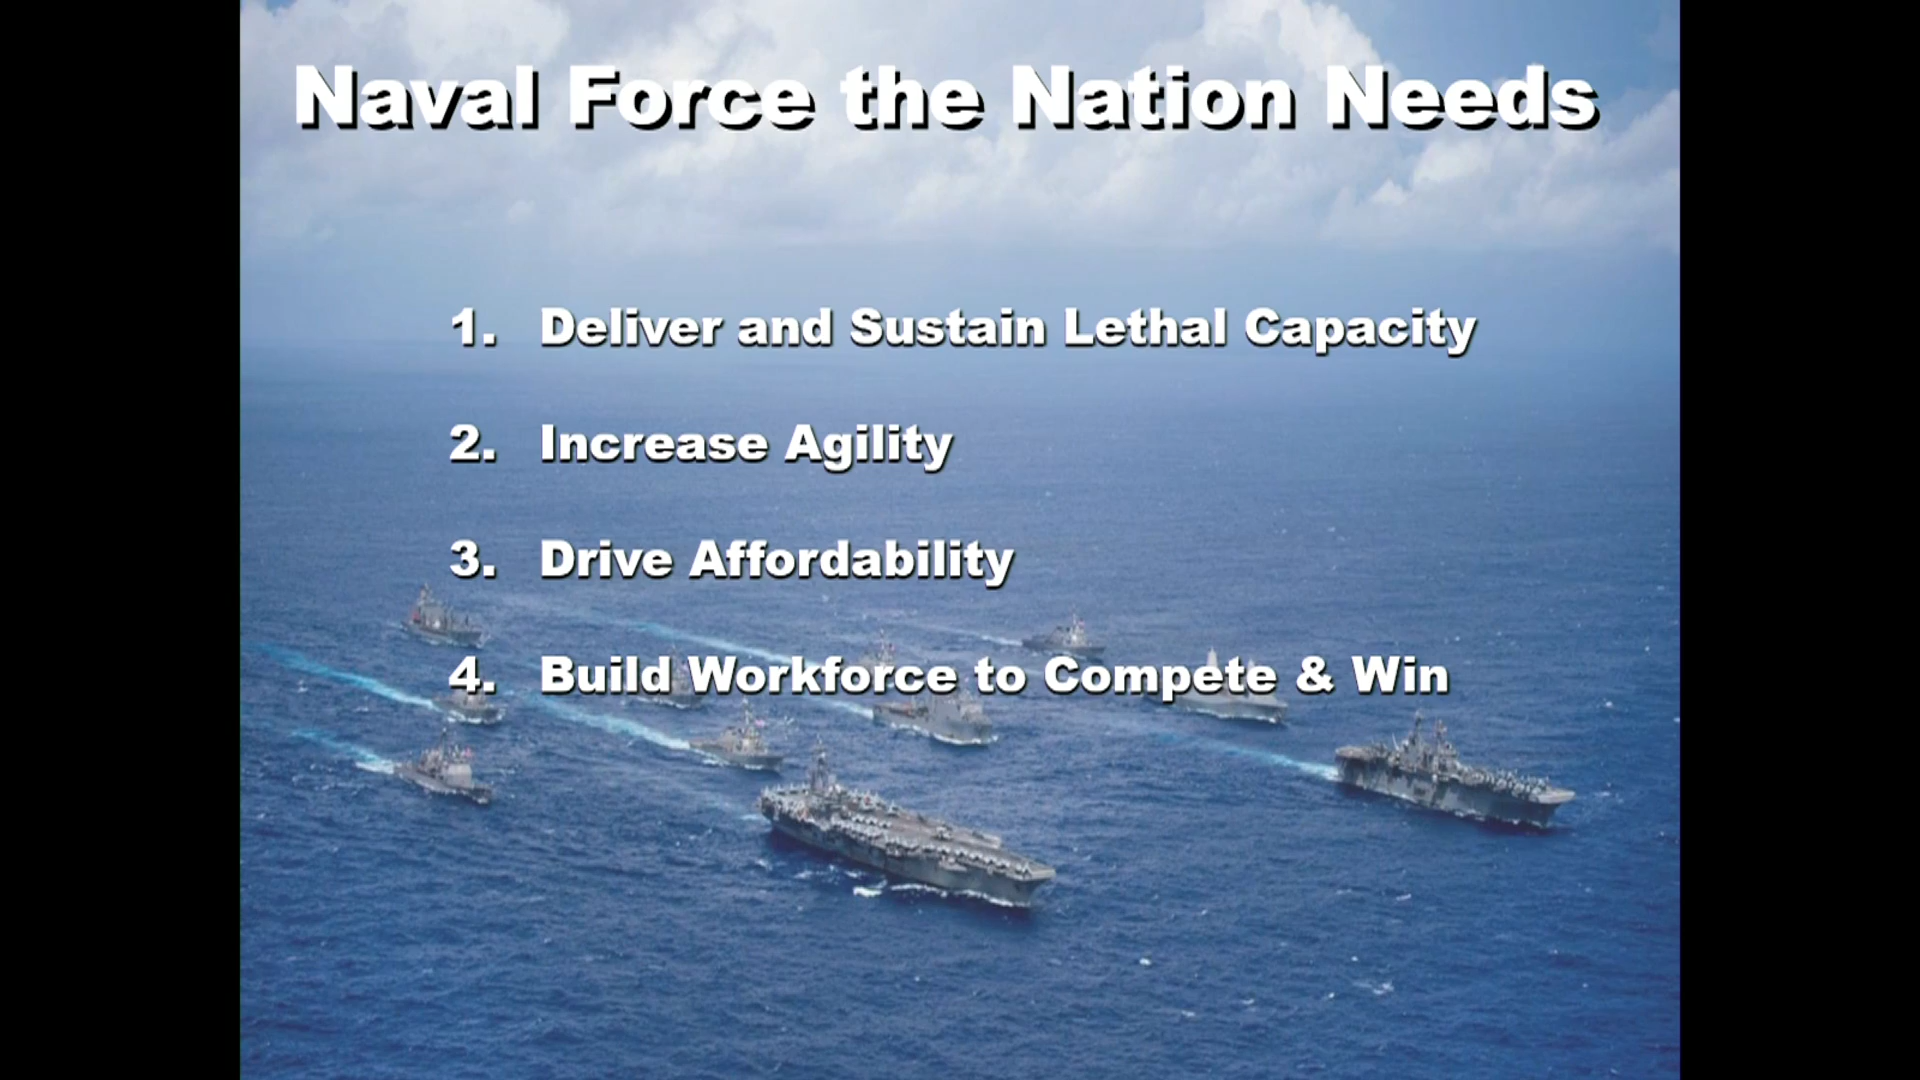 Naval Force the Nation Needs
1. Deliver and Sustain Lethal Capacity
2. Increase Agility
3. Drive Affordability
4. Build Workforce to Compete & Win